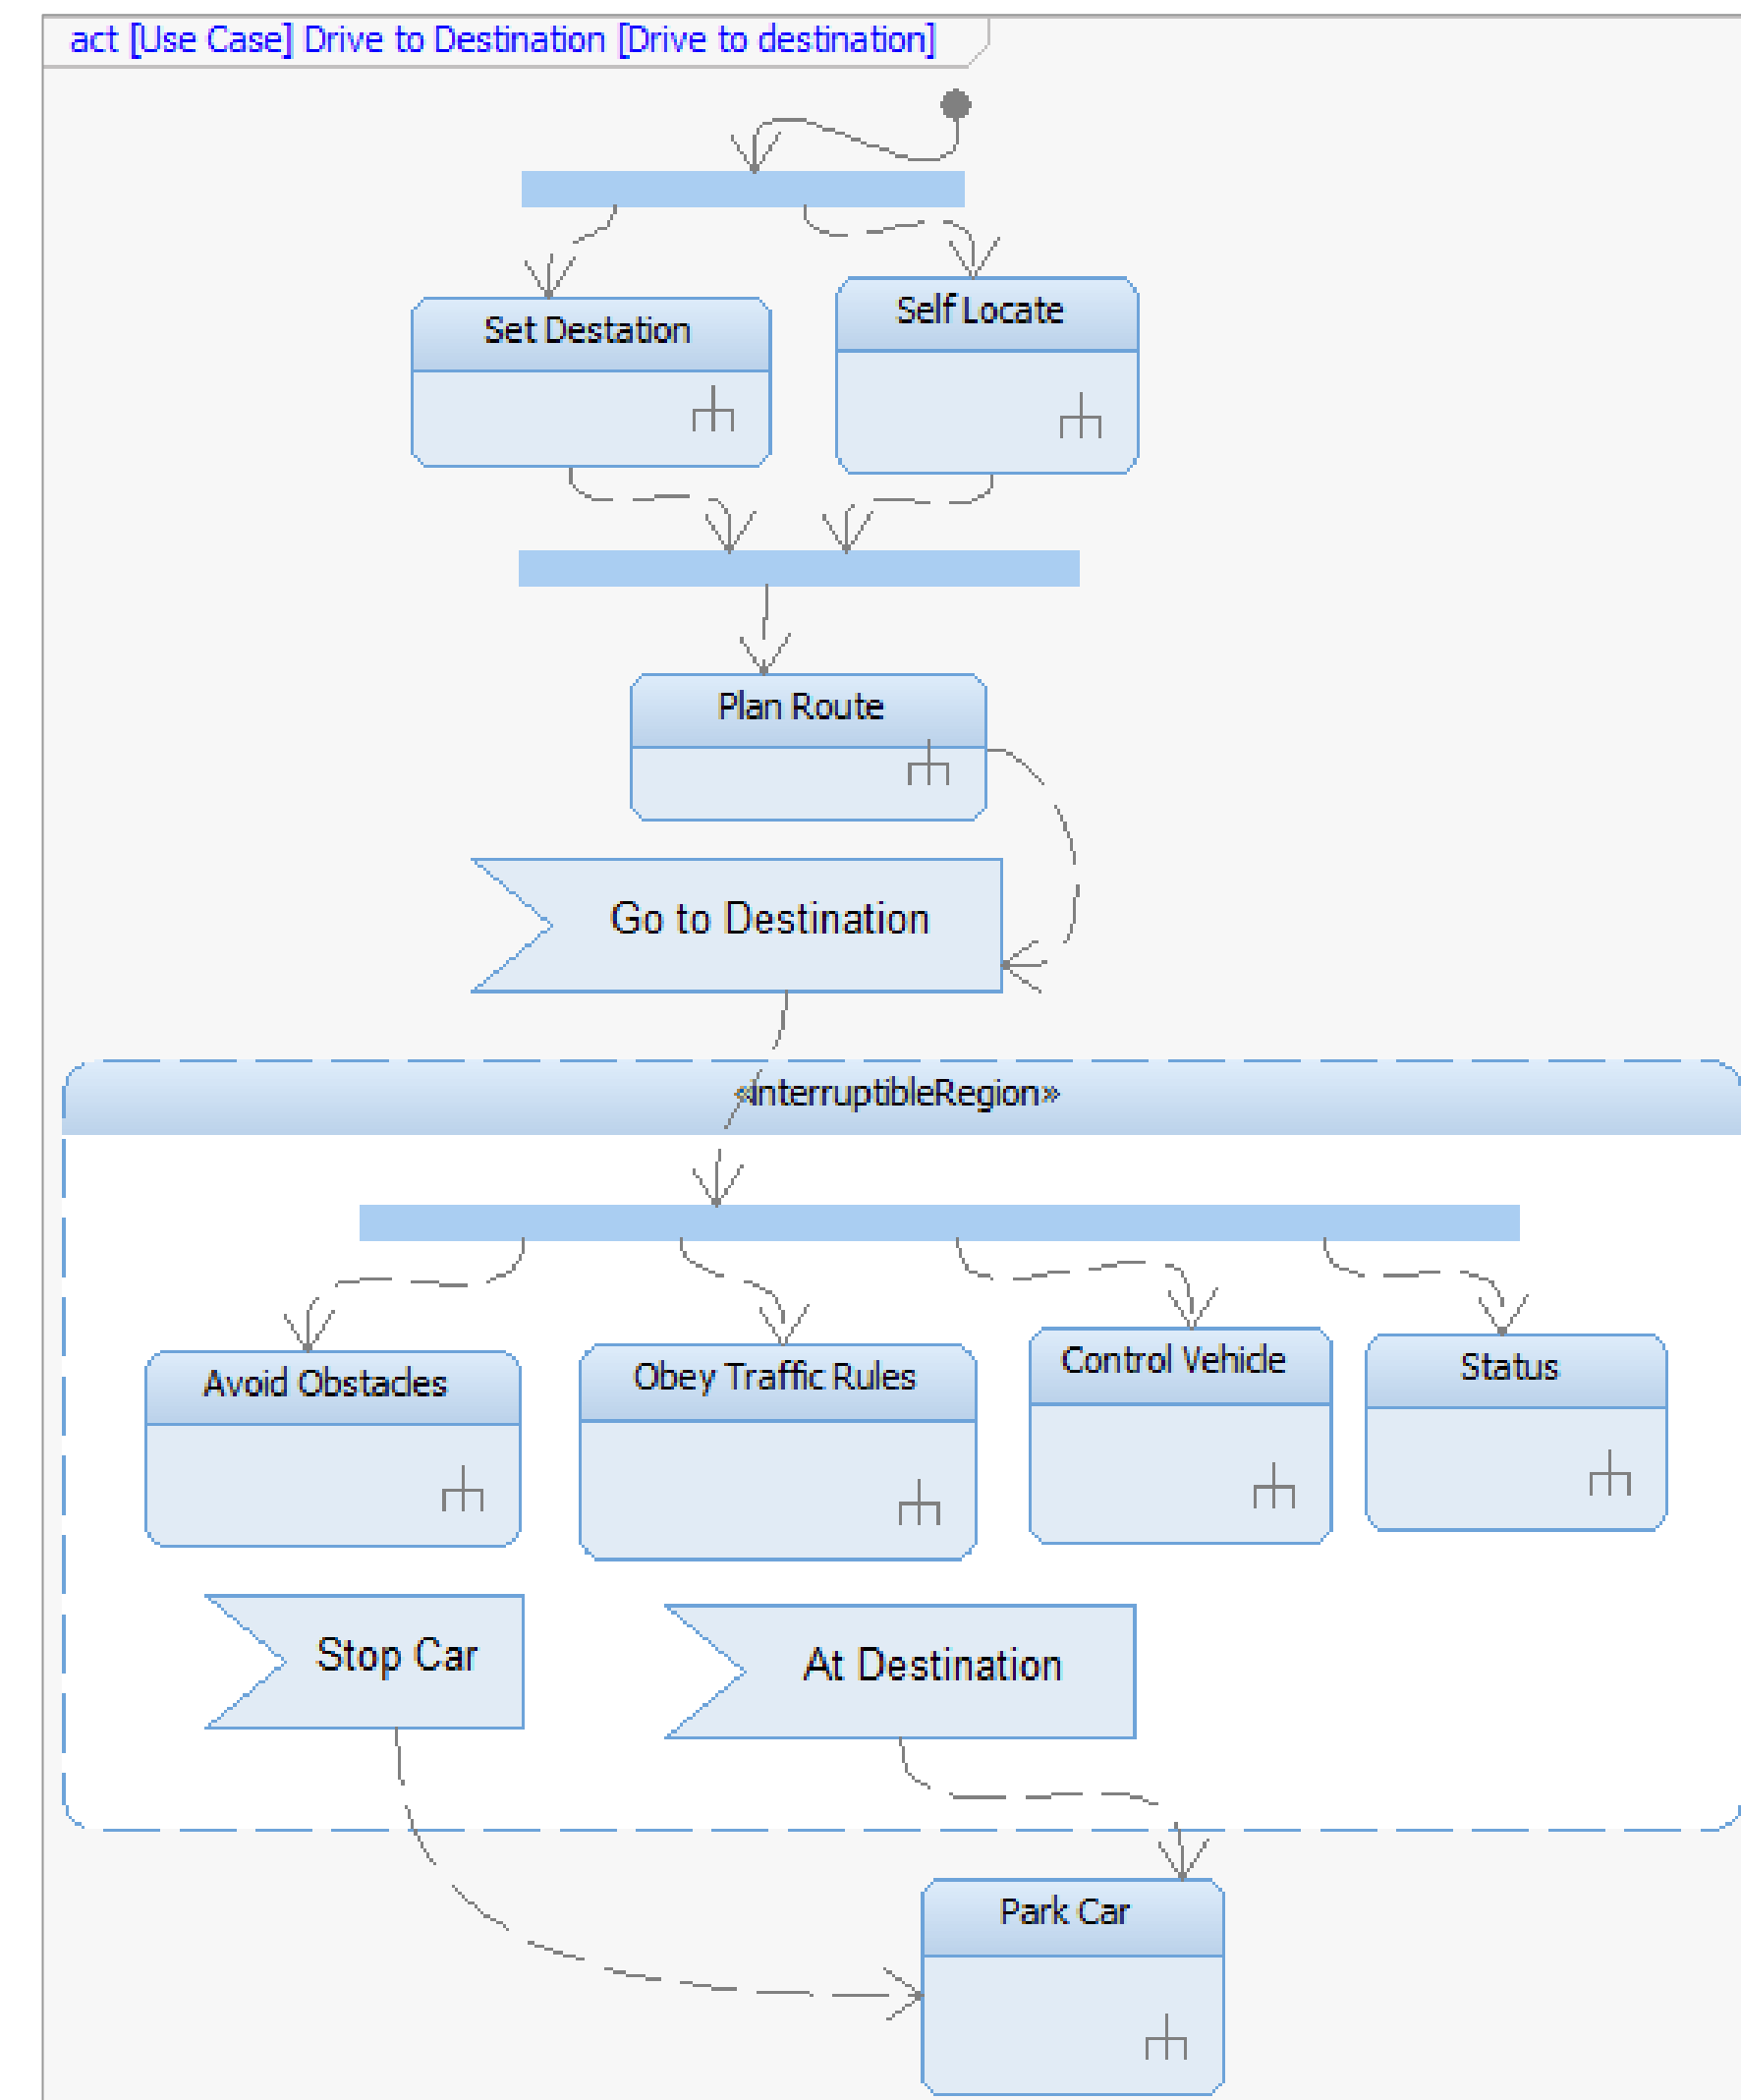 act [Use Case] Drive to Destination [Drive to destination]
Set Destation
Self Locate
Plan Route
Go to Destination
«InterruptibleRegion»
Avoid Obstacles
Obey Traffic Rules
Control Vehicle
Status
Stop Car
At Destination
Park Car